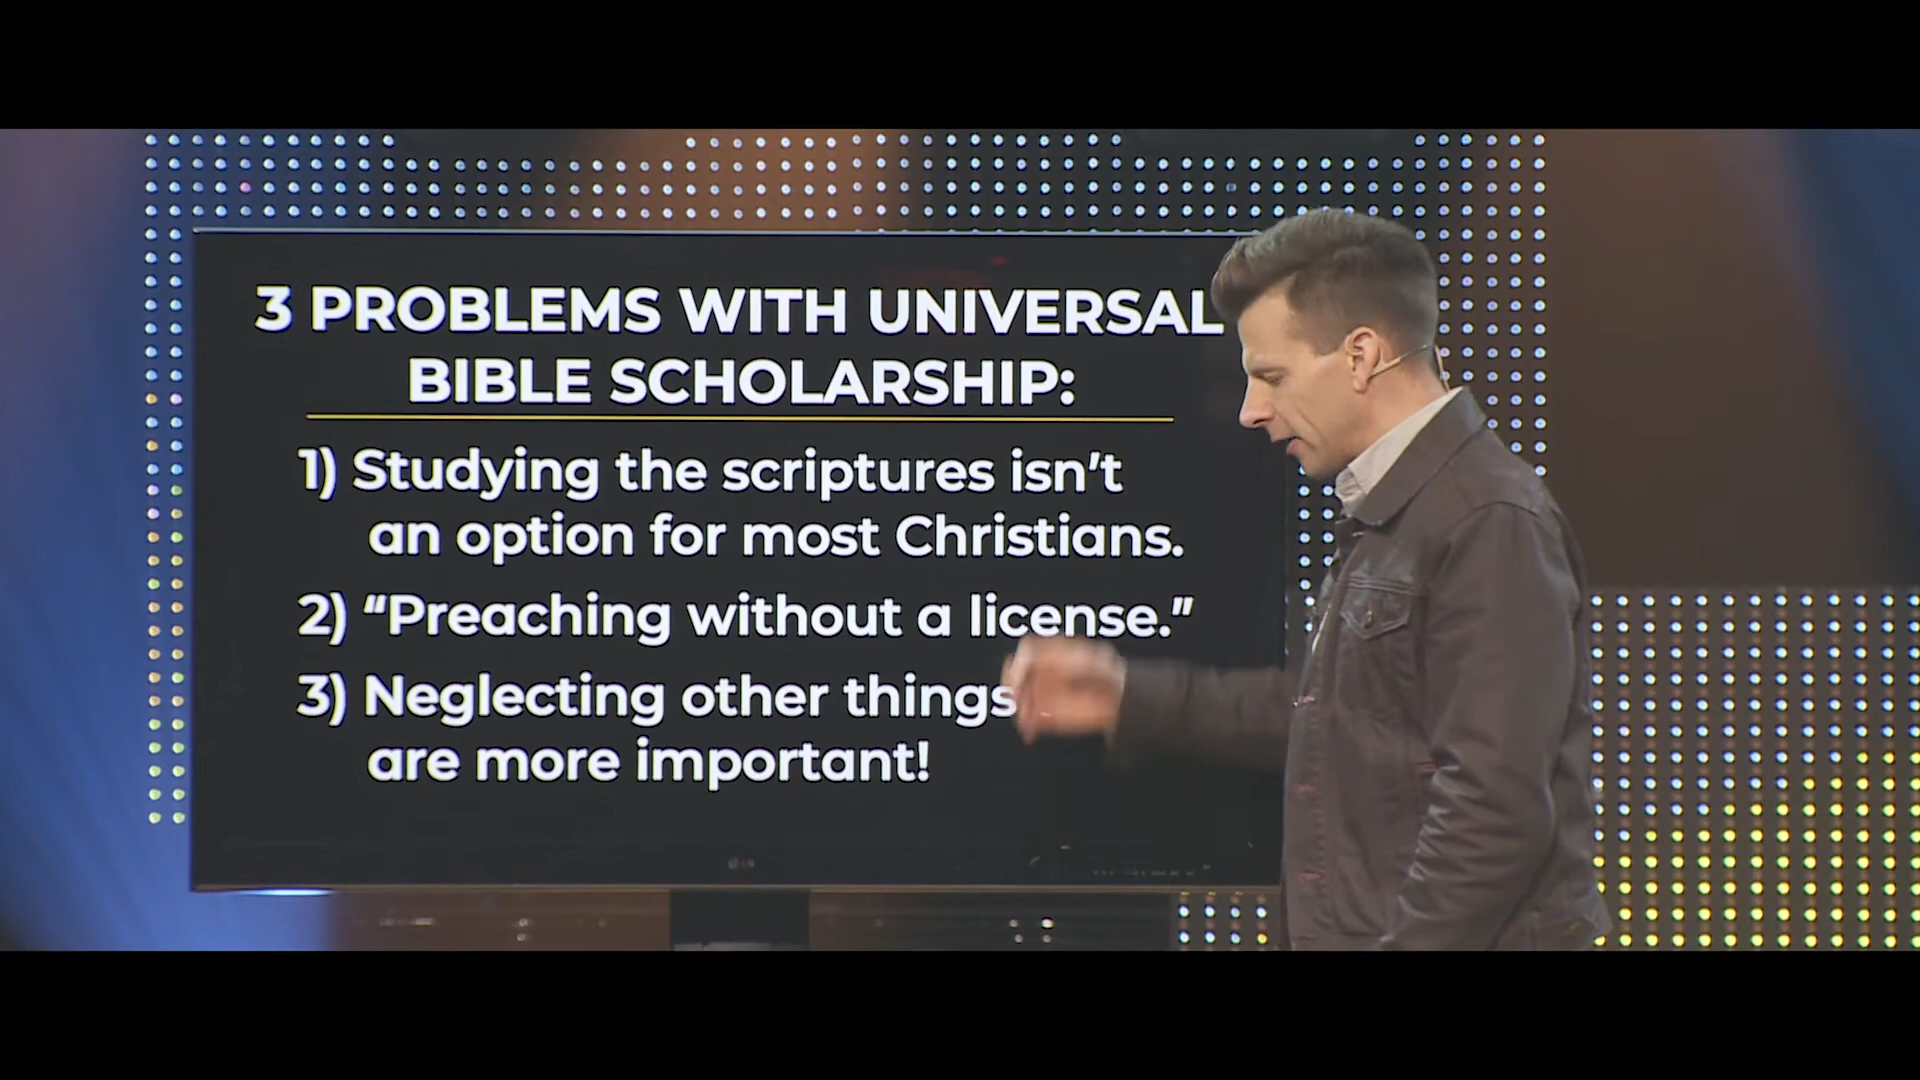 3 PROBLEMS WITH UNIVERSAL
BIBLE SCHOLARSHIP:
1) Studying the scriptures isn't
an option for most Christians.
2) “Preaching without a license.”
3) Neglecting other things
are more important!
LG